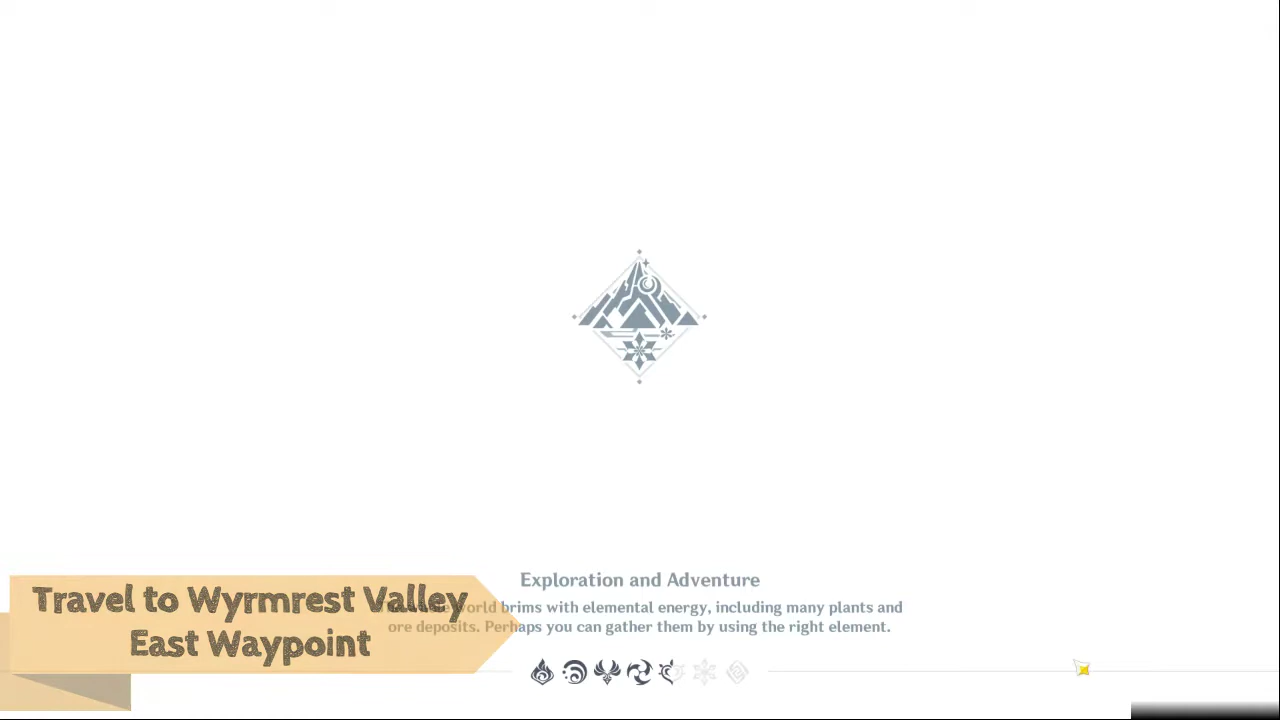 Exploration and Adventure
Travel to Wyrmrest Valley
East Waypoint
world brims with elemental energy, including many plants and
ore deposits. Perhaps you can gather them by using the right element.